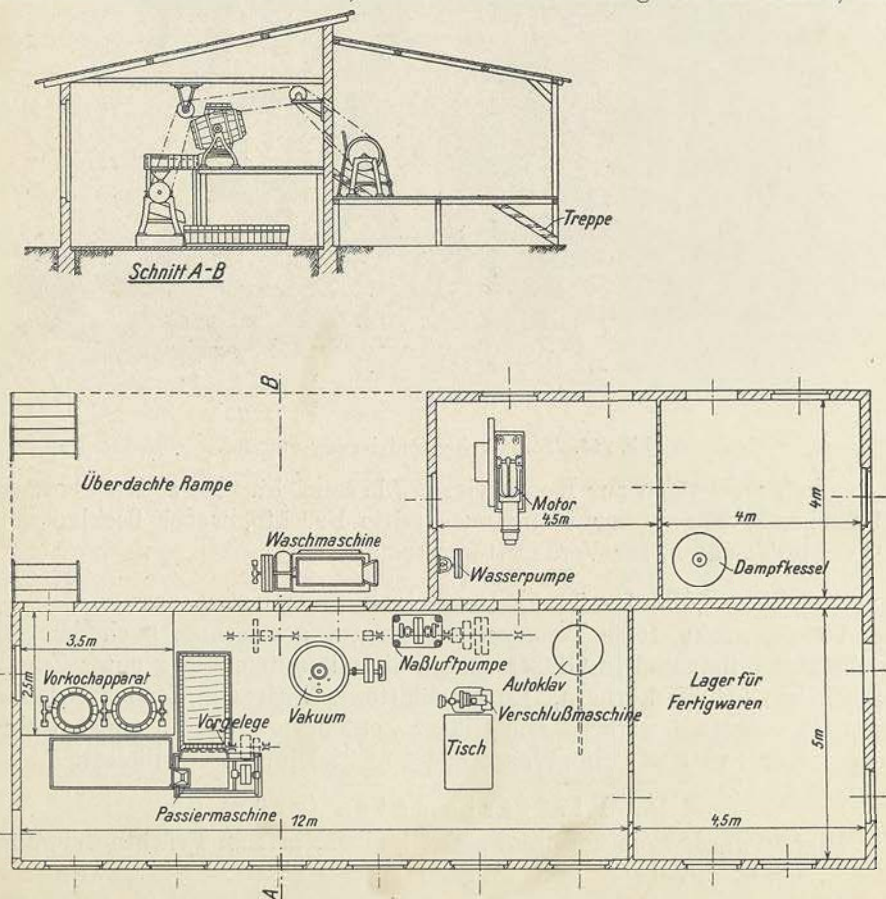 Treppe
Schnitt A-B
B
Überdachte Rampe
Waschmaschine
Motor
4,5m
4m
4m
Wasserpumpe
Dampfkessel
3,5m
2,5m
Vorkochapparat
Vorgelege
Vakuum
Naßluftpumpe
Autoklav
Verschlußmaschine
Tisch
Lager für
Fertigwaren
5m
Passiermaschine
12m
4,5m
A